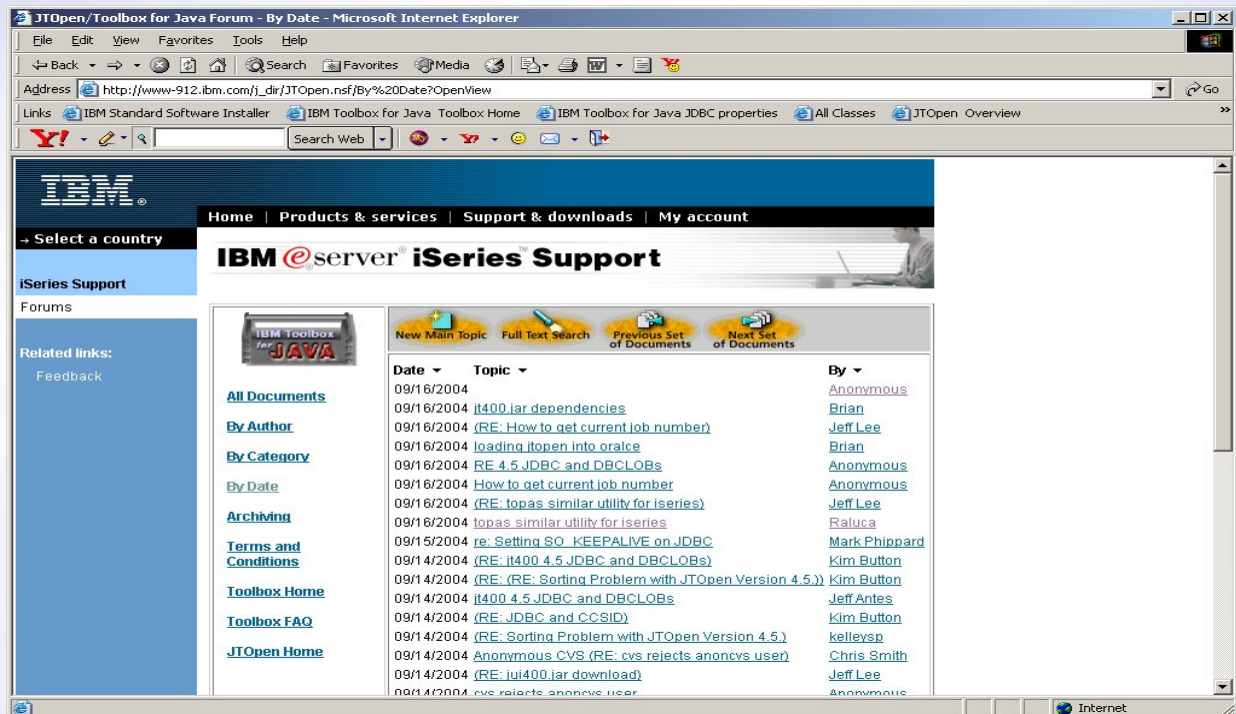 JTOpen/Toolbox for Java Forum - By Date - Microsoft Internet Explorer
File Edit View Favorites Tools Help
Back Search Favorites Media
Address http://www-912.ibm.com/j_dir/JTOpen.nsf/By%20Date?OpenView Go
Links IBM Standard Software Installer IBM Toolbox for Java Toolbox Home IBM Toolbox for Java JDBC properties All Classes JTOpen Overview »
Y! Search Web
IBM®
Home | Products & services | Support & downloads | My account
→ Select a country
IBM @server® iSeries™ Support
iSeries Support
Forums
Related links:
Feedback
IBM Toolbox
for JAVA
All Documents
By Author
By Category
By Date
Archiving
Terms and
Conditions
Toolbox Home
Toolbox FAQ
JTOpen Home
New Main Topic Full Text Search Previous Set of Documents Next Set of Documents
Date Topic By
09/16/2004 Anonymous
09/16/2004 jt400.jar dependencies Brian
09/16/2004 (RE: How to get current job number) Jeff Lee
09/16/2004 loading jtopen into oralce Brian
09/16/2004 RE 4.5 JDBC and DBCLOBs Anonymous
09/16/2004 How to get current job number Anonymous
09/16/2004 (RE: topas similar utility for iseries) Jeff Lee
09/16/2004 topas similar utility for iseries Raluca
09/15/2004 re: Setting SO_KEEPALIVE on JDBC Mark Phippard
09/14/2004 (RE: jt400 4.5 JDBC and DBCLOBs) Kim Button
09/14/2004 (RE: (RE: Sorting Problem with JTOpen Version 4.5.)) Kim Button
09/14/2004 jt400 4.5 JDBC and DBCLOBs Jeff Antes
09/14/2004 (RE: JDBC and CCSID) Kim Button
09/14/2004 (RE: Sorting Problem with JTOpen Version 4.5.) kelleysp
09/14/2004 Anonymous CVS (RE: cvs rejects anoncvs user) Chris Smith
09/14/2004 (RE: jui400.jar download) Jeff Lee
09/14/2004 cvs rejects anoncvs user Anonymous
Internet